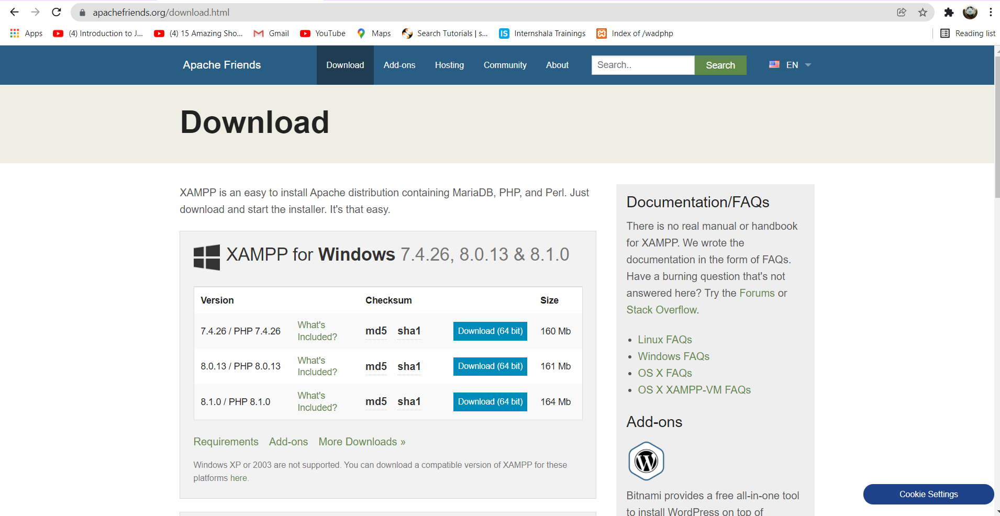 apachefriends.org/download.html
Apps (4) Introduction to J... (4) 15 Amazing Sho... Gmail YouTube Maps Search Tutorials | s... IS Internshala Trainings Index of /wadphp Reading list
Apache Friends Download Add-ons Hosting Community About Search.. Search EN
Download
XAMPP is an easy to install Apache distribution containing MariaDB, PHP, and Perl. Just
download and start the installer. It's that easy.
XAMPP for Windows 7.4.26, 8.0.13 & 8.1.0
Version Checksum Size
7.4.26 / PHP 7.4.26 What's Included? md5 sha1 Download (64 bit) 160 Mb
8.0.13 / PHP 8.0.13 What's Included? md5 sha1 Download (64 bit) 161 Mb
8.1.0 / PHP 8.1.0 What's Included? md5 sha1 Download (64 bit) 164 Mb
Requirements Add-ons More Downloads »
Windows XP or 2003 are not supported. You can download a compatible version of XAMPP for these
platforms here.
Documentation/FAQs
There is no real manual or handbook
for XAMPP. We wrote the
documentation in the form of FAQs.
Have a burning question that's not
answered here? Try the Forums or
Stack Overflow.
• Linux FAQs
• Windows FAQs
• OS X FAQs
• OS X XAMPP-VM FAQs
Add-ons
Bitnami provides a free all-in-one tool
to install WordPress on top of
Cookie Settings